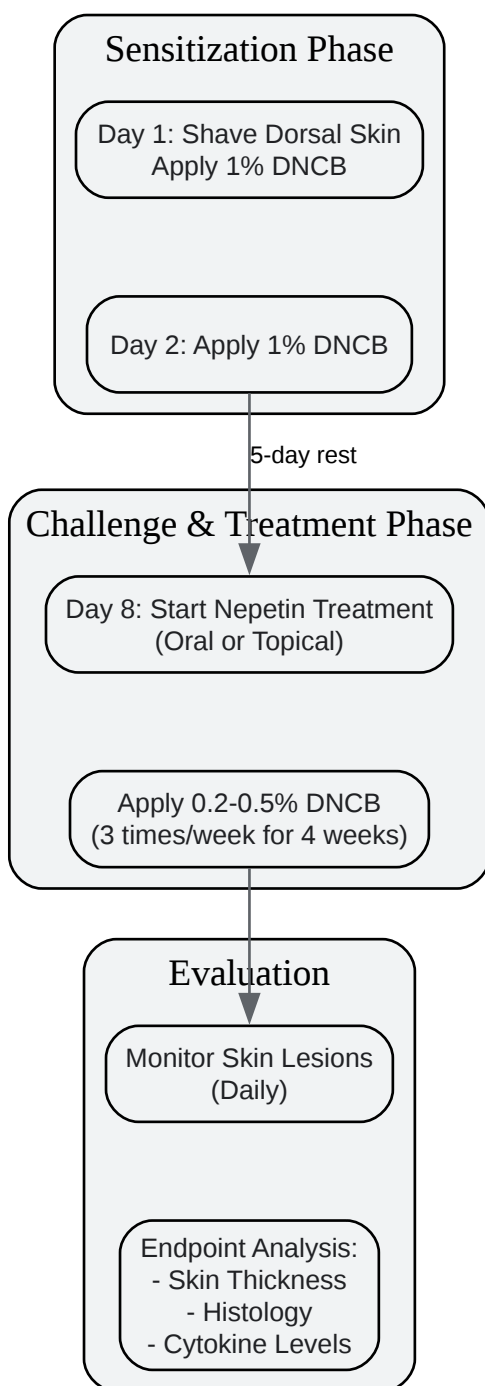 Sensitization Phase
Day 1: Shave Dorsal Skin
Apply 1% DNCB
Day 2: Apply 1% DNCB
5-day rest
Challenge & Treatment Phase
Day 8: Start Nepetin Treatment
(Oral or Topical)
Apply 0.2-0.5% DNCB
(3 times/week for 4 weeks)
Evaluation
Monitor Skin Lesions
(Daily)
Endpoint Analysis:
- Skin Thickness
- Histology
- Cytokine Levels